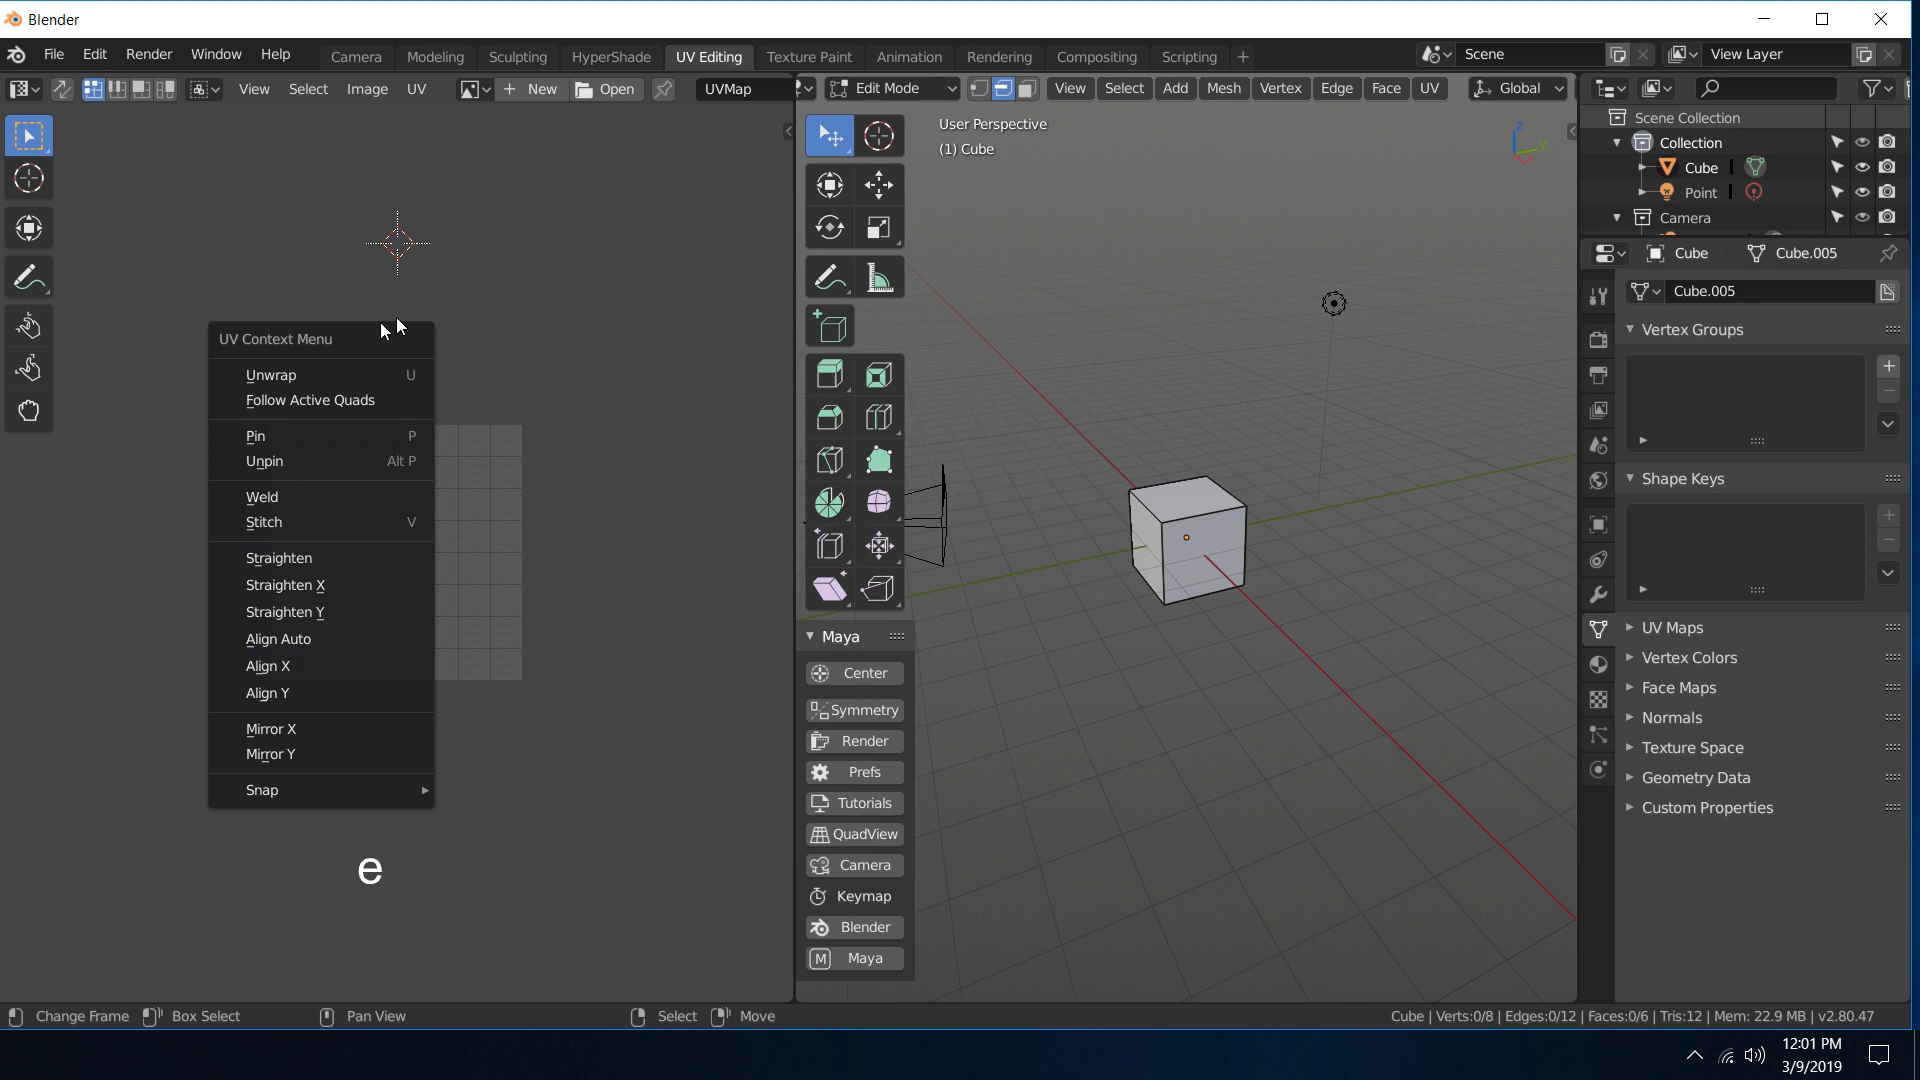 Blender
File Edit Render Window Help
Camera Modeling Sculpting HyperShade UV Editing Texture Paint Animation Rendering Compositing Scripting +
Scene
View Layer
View Select Image UV
+ New Open
UVMap
Edit Mode
View Select Add Mesh Vertex Edge Face UV
Global
User Perspective
(1) Cube
Z
Y
X
UV Context Menu
Unwrap U
Follow Active Quads
Pin P
Unpin Alt P
Weld
Stitch V
Straighten
Straighten X
Straighten Y
Align Auto
Align X
Align Y
Mirror X
Mirror Y
Snap
e
Maya
Center
Symmetry
Render
Prefs
Tutorials
QuadView
Camera
Keymap
Blender
M Maya
Scene Collection
Collection
Cube
Point
Camera
Cube Cube.005
Cube.005
Vertex Groups
Shape Keys
UV Maps
Vertex Colors
Face Maps
Normals
Texture Space
Geometry Data
Custom Properties
Change Frame Box Select Pan View Select Move
Cube | Verts:0/8 | Edges:0/12 | Faces:0/6 | Tris:12 | Mem: 22.9 MB | v2.80.47
12:01 PM
3/9/2019